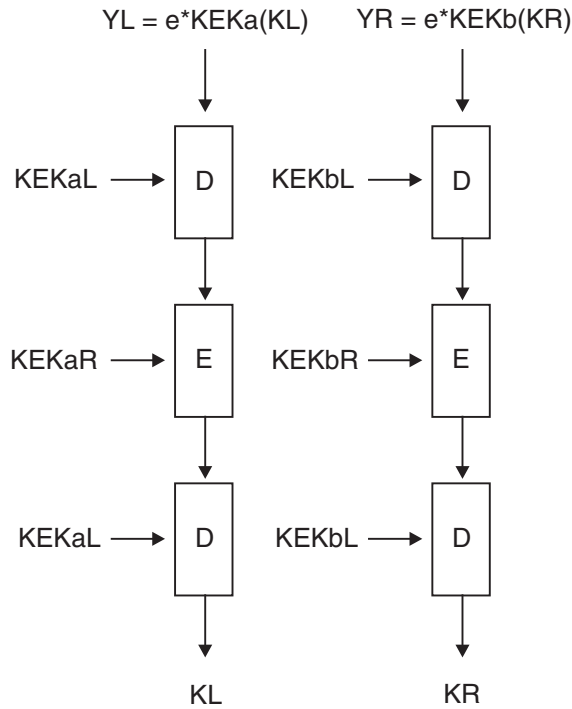 YL = e*KEKa(KL)
YR = e*KEKb(KR)
KEKaL
D
KEKbL
D
KEKaR
E
KEKbR
E
KEKaL
D
KEKbL
D
KL
KR